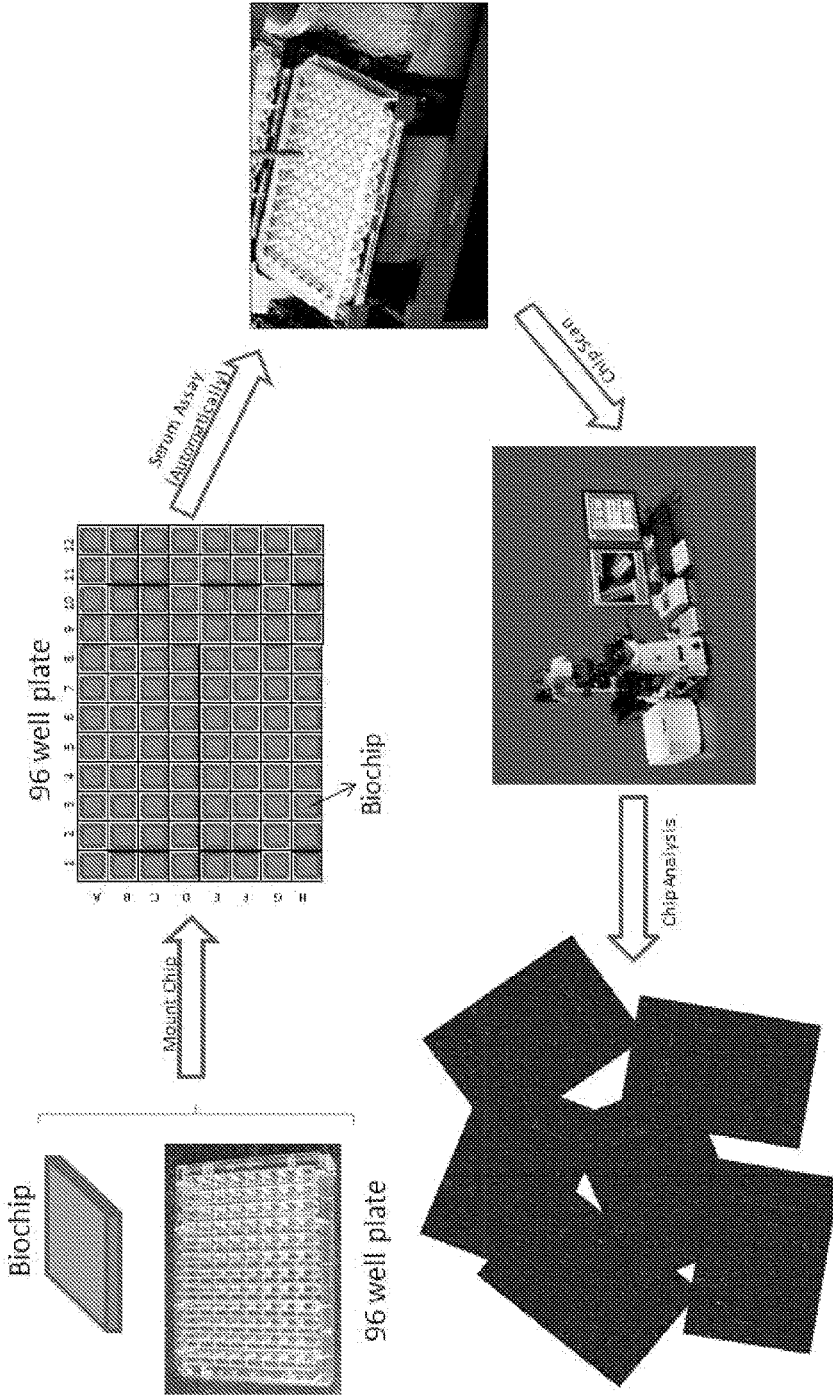 Biochip
96 well plate
Mount Chip
96 well plate
1 2 3 4 5 6 7 8 9 10 11 12
A
B
C
D
E
F
G
H
Biochip
Serum Assay
(Automatically)
Chip Scan
Chip Analysis